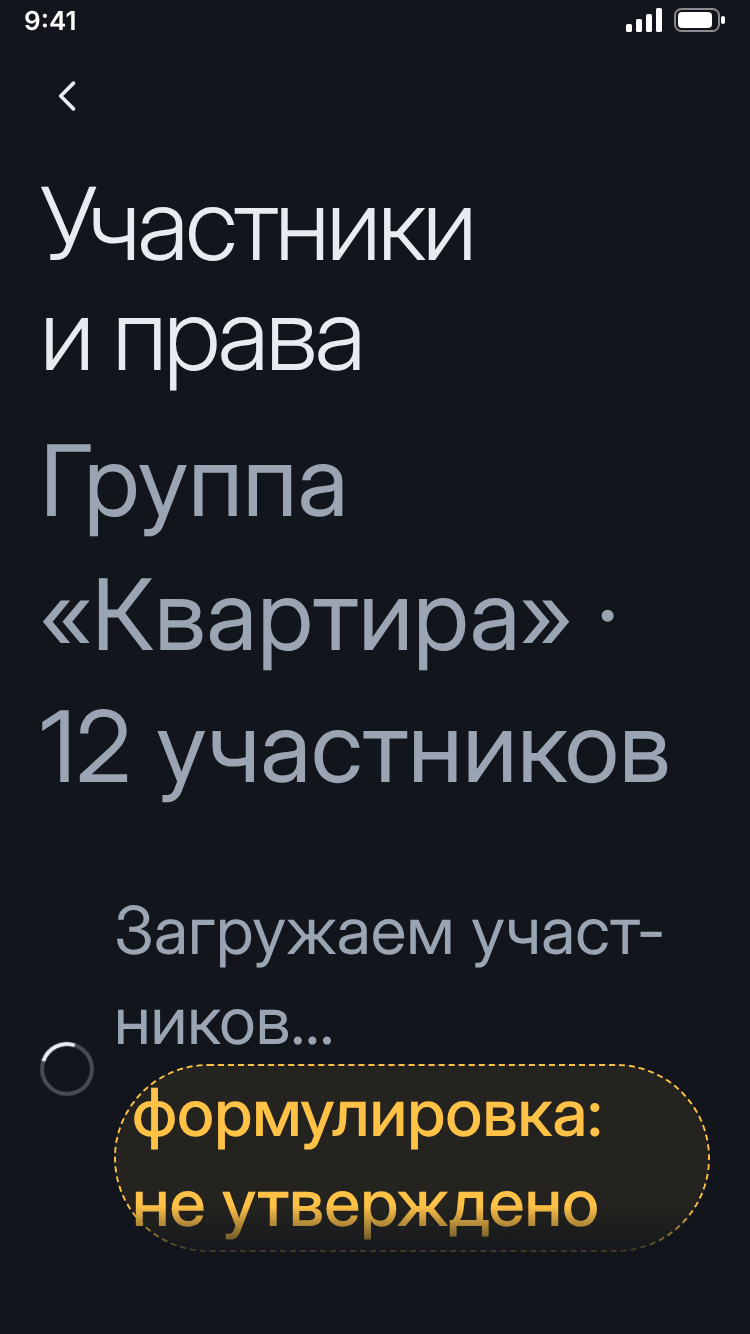 9:41
Участники
и права
Группа
«Квартира» ·
12 участников
Загружаем участ-
ников...
формулировка:
не утверждено